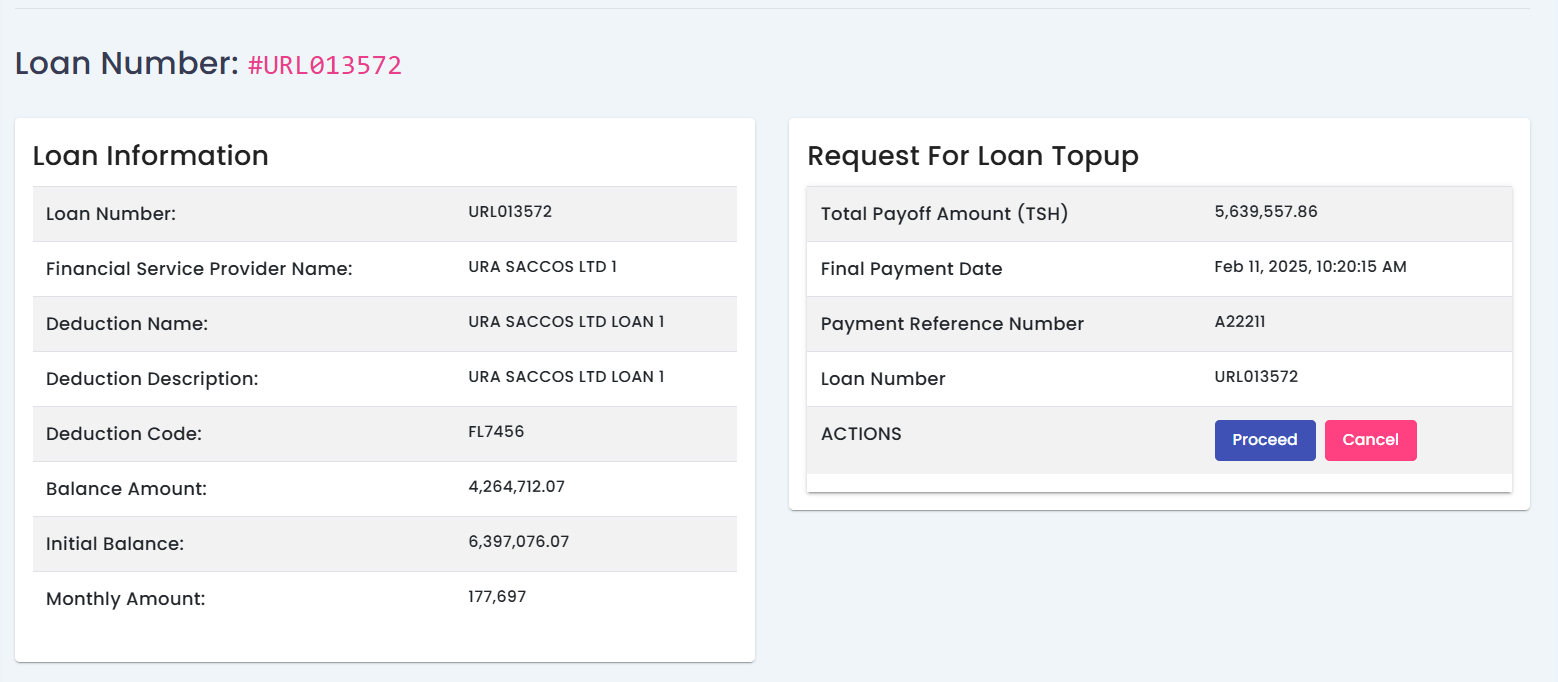 Loan Number: #URL013572
Loan Information
Loan Number: URL013572
Financial Service Provider Name: URA SACCOS LTD 1
Deduction Name: URA SACCOS LTD LOAN 1
Deduction Description: URA SACCOS LTD LOAN 1
Deduction Code: FL7456
Balance Amount: 4,264,712.07
Initial Balance: 6,397,076.07
Monthly Amount: 177,697
Request For Loan Topup
Total Payoff Amount (TSH) 5,639,557.86
Final Payment Date Feb 11, 2025, 10:20:15 AM
Payment Reference Number A22211
Loan Number URL013572
ACTIONS Proceed Cancel